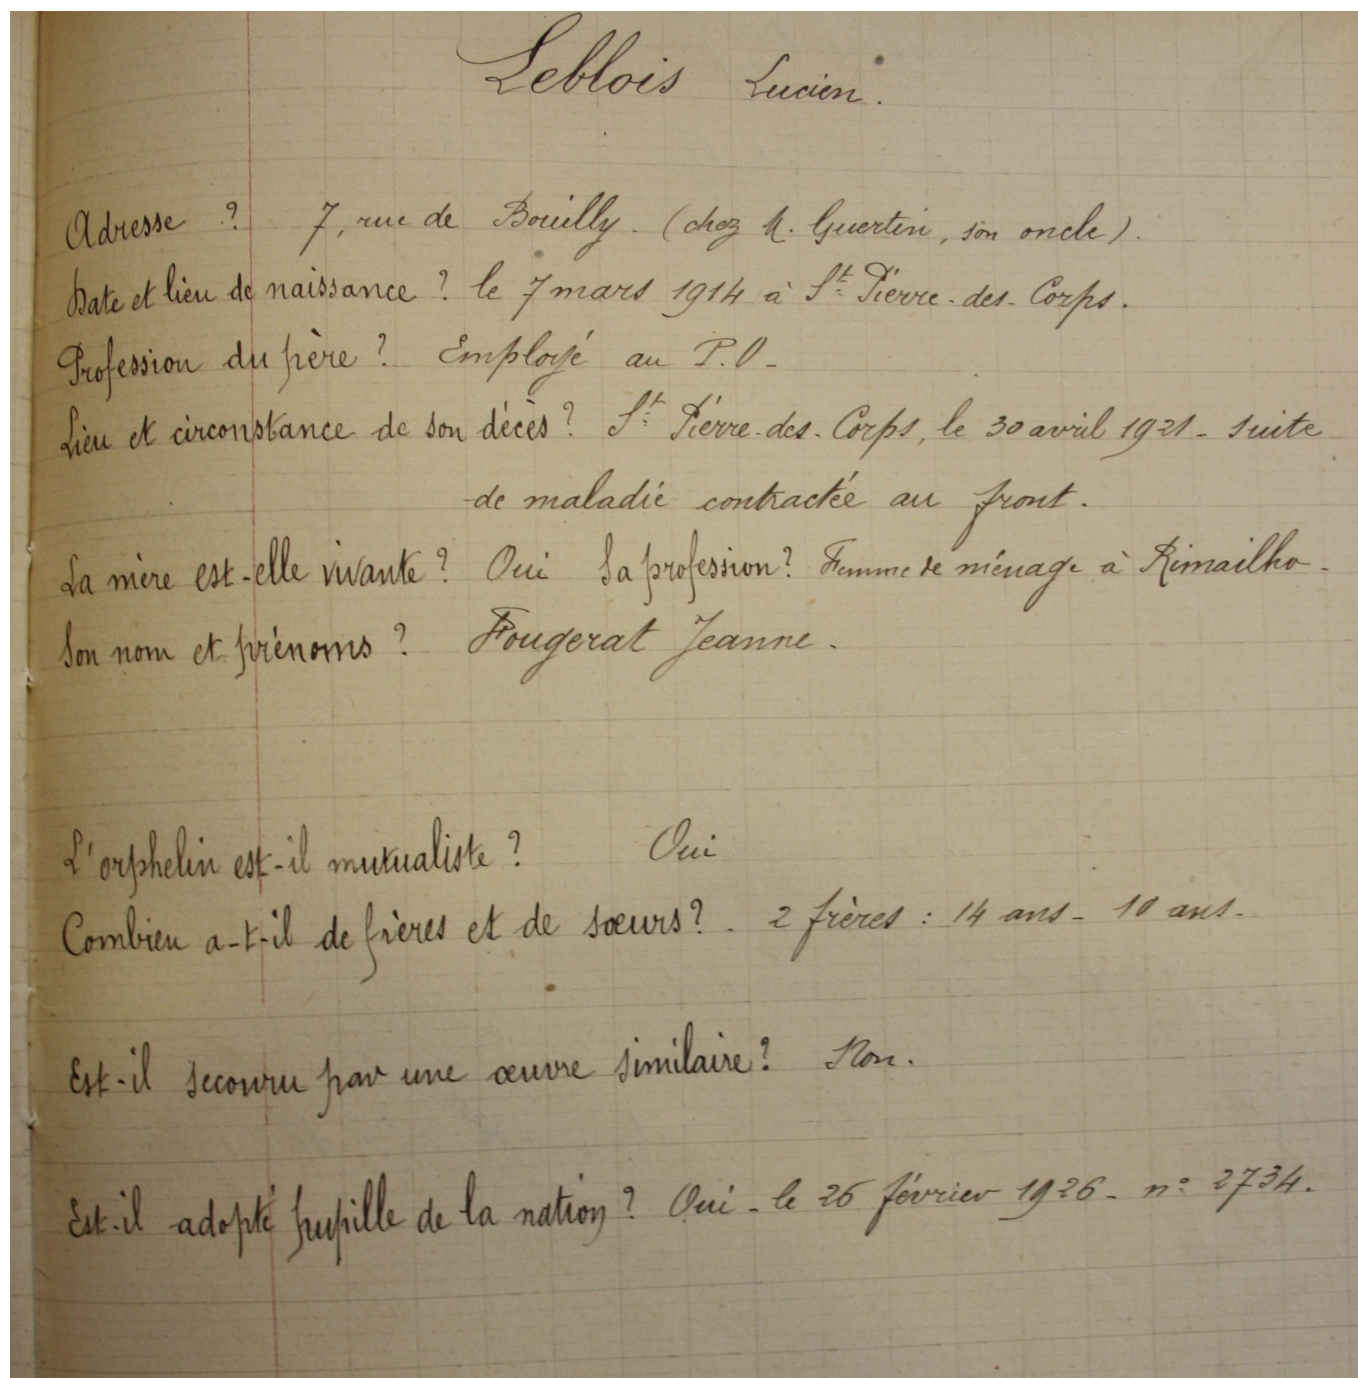 Leblois Lucien.
Adresse ? 7, rue de Bouilly. (chez M. Guertin, son oncle).
Date et lieu de naissance ? le 7 mars 1914 à St Pierre-des-Corps.
Profession du père ? Employé au P.O -
Lieu et circonstance de son décès ? St Pierre-des-Corps, le 30 avril 1921 - suite
de maladie contractée au front.
La mère est-elle vivante ? Oui Sa profession ? Femme de ménage à Rimailho -
Son nom et prénoms ? Fougerat Jeanne.
L'orphelin est-il mutualiste ? Oui
Combien a-t-il de frères et de sœurs ? . 2 frères : 14 ans - 10 ans -
Est-il secouru par une œuvre similaire ? Non.
Est-il adopté pupille de la nation ? Oui - le 26 février 1926 - n° 2734.